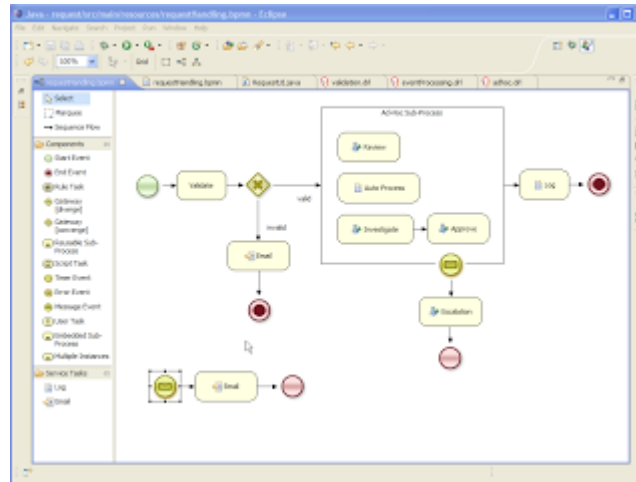 Java - request/src/main/resources/requestHandling.bpmn - Eclipse
File Edit Navigate Search Project Run Window Help
100%
Grid
requestHandling.bpmn
requestHandling.bpmn
RequestUI.java
validation.drl
eventProcessing.drl
adhoc.drl
Select
Marquee
Sequence Flow
Components
Start Event
End Event
Rule Task
Gateway
[diverge]
Gateway
[converge]
Reusable Sub-
Process
Script Task
Timer Event
Error Event
Message Event
User Task
Embedded Sub-
Process
Multiple Instances
Service Tasks
Log
Email
Ad-Hoc Sub-Process
Review
Validate
valid
Auto Process
Log
Investigate
Approve
invalid
Email
Escalation
Email